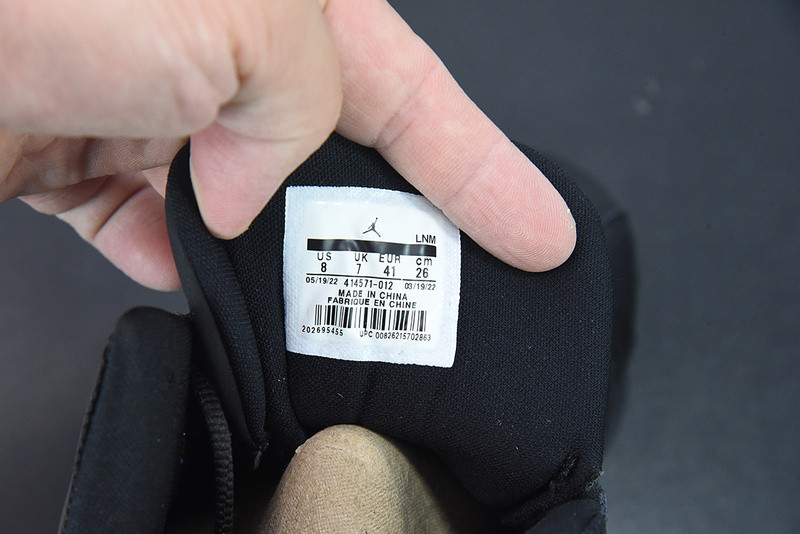 LNM
US UK EUR cm
8 7 41 26
05/19/22 414571-012 03/19/22
MADE IN CHINA
FABRIQUE EN CHINE
202695455 UPC 00826215702863